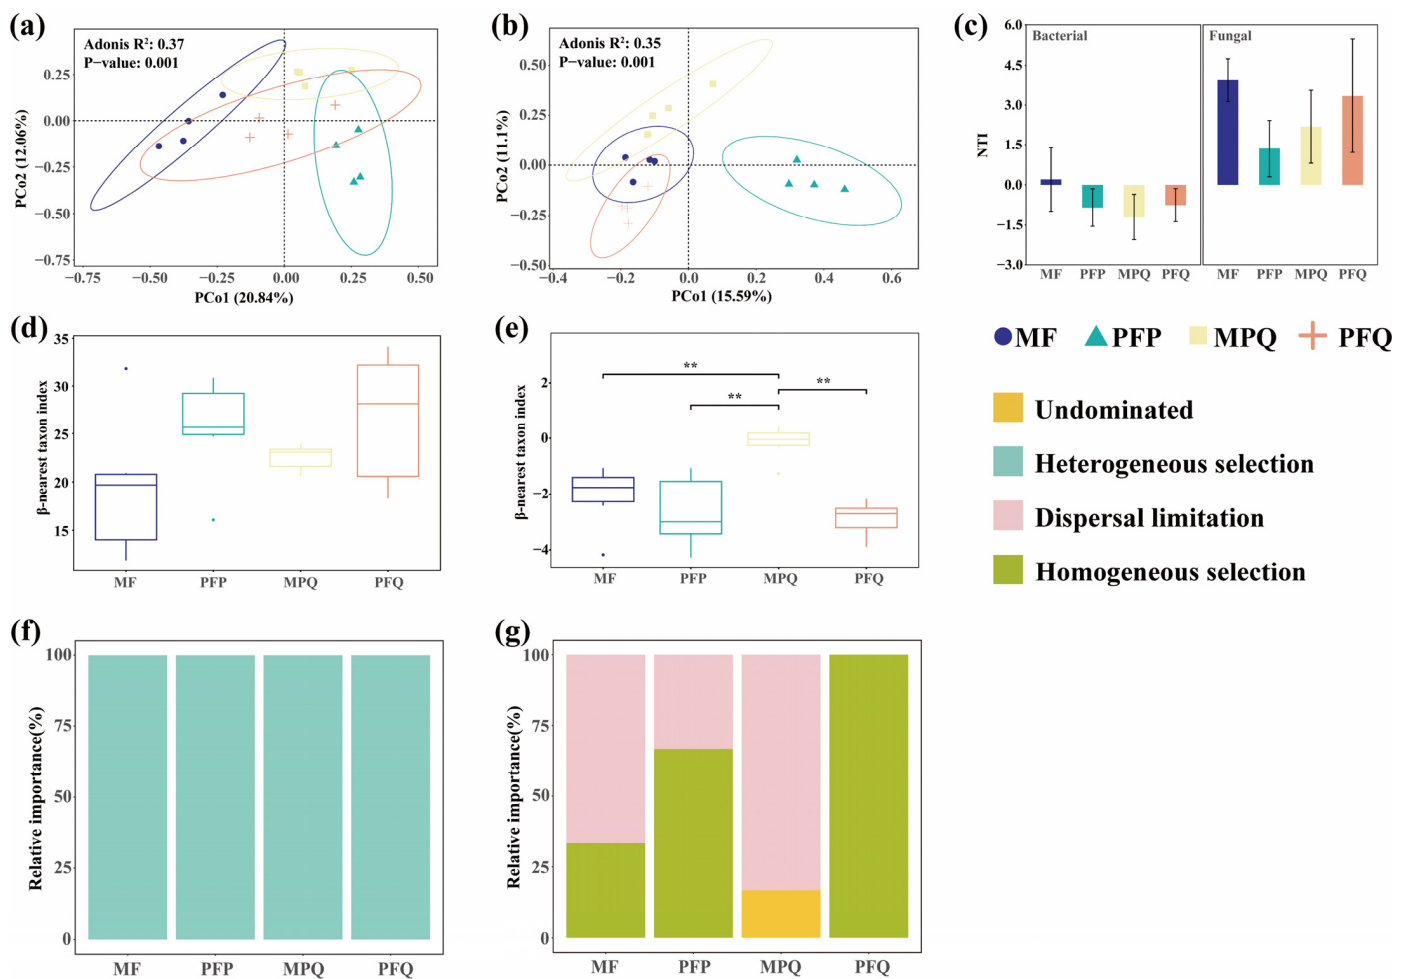 (a)
Adonis R²: 0.37
P−value: 0.001
PCo2 (12.06%)
0.25
0.00
−0.25
−0.50
−0.75
−0.75
−0.50
−0.25
0.00
0.25
0.50
PCo1 (20.84%)
(b)
Adonis R²: 0.35
P−value: 0.001
PCo2 (11.1%)
0.50
0.25
0.00
−0.25
−0.50
−0.4
−0.2
0.0
0.2
0.4
0.6
PCo1 (15.59%)
(c)
NTI
6.0
4.5
3.0
1.5
0.0
−1.5
−3.0
Bacterial
Fungal
MF
PFP
MPQ
PFQ
MF
PFP
MPQ
PFQ
(d)
β-nearest taxon index
35
30
25
20
15
MF
PFP
MPQ
PFQ
(e)
β-nearest taxon index
2
0
−2
−4
**
**
**
MF
PFP
MPQ
PFQ
MF
PFP
MPQ
PFQ
Undominated
Heterogeneous selection
Dispersal limitation
Homogeneous selection
(f)
Relative importance(%)
100
75
50
25
0
MF
PFP
MPQ
PFQ
(g)
Relative importance(%)
100
75
50
25
0
MF
PFP
MPQ
PFQ